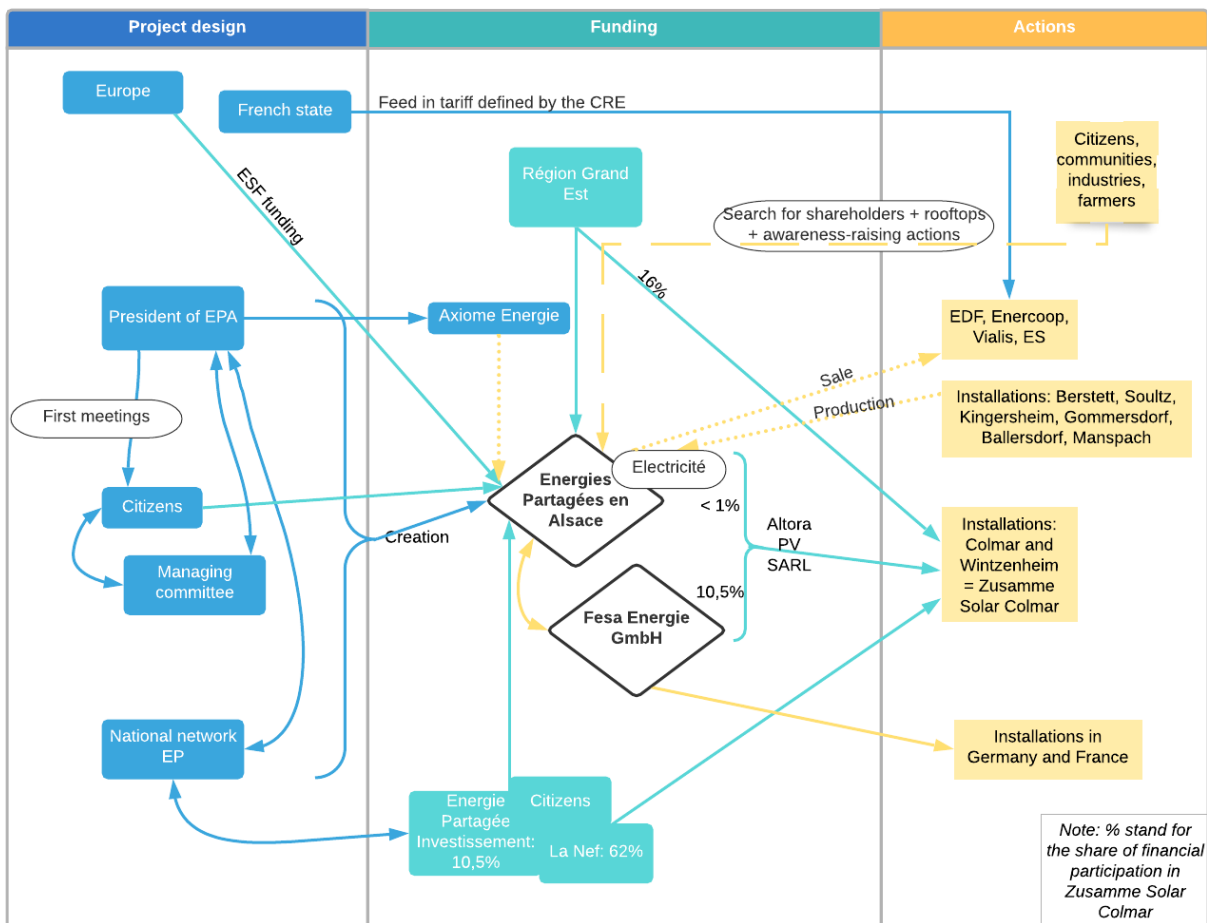 Project design
Funding
Actions
Europe
French state
Feed in tariff defined by the CRE
Citizens,
communities,
industries,
farmers
ESF funding
Région Grand
Est
Search for shareholders + rooftops
+ awareness-raising actions
16%
President of EPA
Axiome Energie
EDF, Enercoop,
Vialis, ES
First meetings
Sale
Production
Installations: Berstett, Soultz,
Kingersheim, Gommersdorf,
Ballersdorf, Manspach
Electricité
Energies
Partagées en
Alsace
Citizens
< 1%
Creation
Altora
PV
SARL
Installations:
Colmar and
Wintzenheim
= Zusamme
Solar Colmar
Managing
committee
10,5%
Fesa Energie
GmbH
National network
EP
Installations in
Germany and France
Energie
Partagée
Investissement:
10,5%
Citizens
La Nef: 62%
Note: % stand for
the share of financial
participation in
Zusamme Solar
Colmar